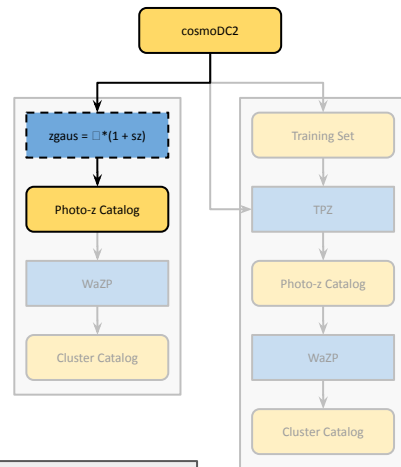 cosmoDC2
zgaus = □*(1 + sz)
Training Set
Photo-z Catalog
TPZ
WaZP
Photo-z Catalog
Cluster Catalog
WaZP
Cluster Catalog